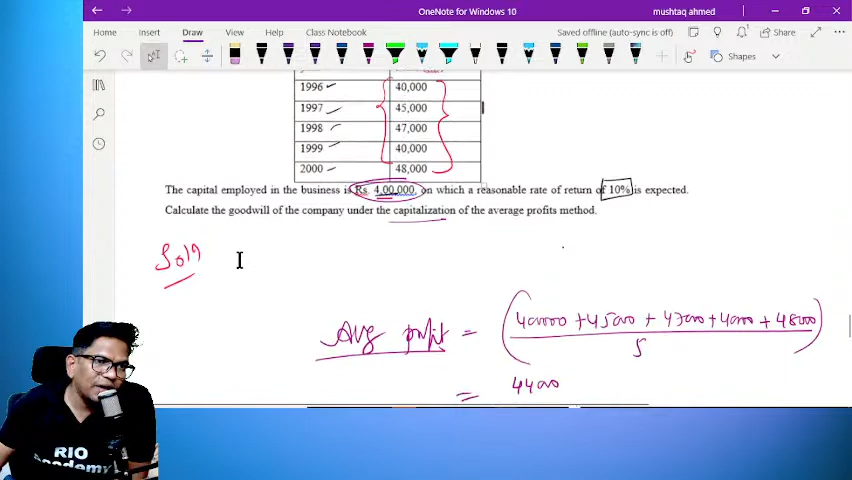 OneNote for Windows 10
mushtaq ahmed
Home Insert Draw View Help Class Notebook
Saved offline (auto-sync is off)
Share
Shapes
1996 40,000
1997 45,000
1998 47,000
1999 40,000
2000 48,000
The capital employed in the business is Rs. 4,00,000, on which a reasonable rate of return of 10% is expected.
Calculate the goodwill of the company under the capitalization of the average profits method.
Soln
Avg profit = (40000 + 45000 + 47000 + 40000 + 48000)
5
= 44000
RIO
Academy